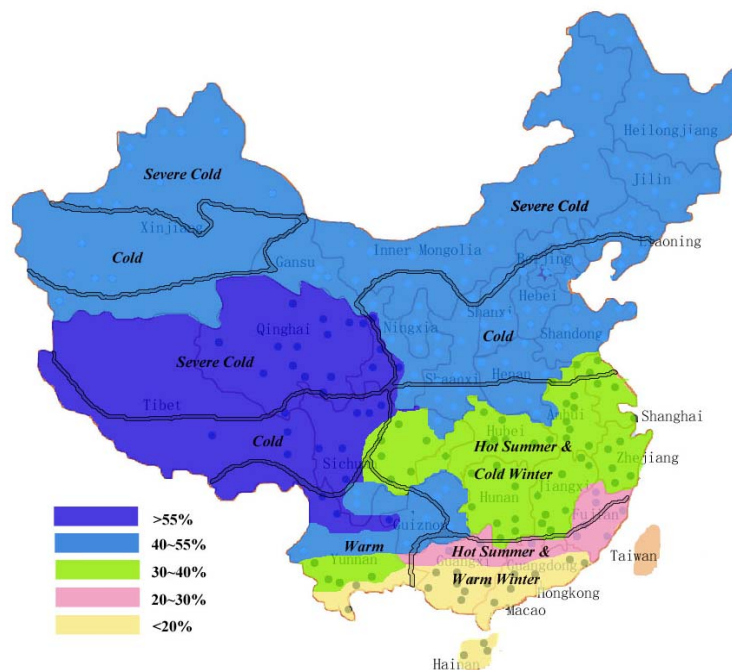 Heilongjiang
Jilin
Severe Cold
Severe Cold
Xinjiang
Liaoning
Inner Mongolia
Cold
Beijing
Gansu
Hebei
Shanxi
Qinghai
Ningxia
Shandong
Cold
Severe Cold
Shaanxi
Henan
Tibet
Anhui
Shanghai
Hubei
Cold
Hot Summer &
Zhejiang
Sichuan
Cold Winter
Hunan
Jiangxi
>55%
Fujian
Guizhou
40~55%
Warm
Hot Summer &
Taiwan
Yunnan
Guangxi
Guangdong
30~40%
Warm Winter
Hongkong
20~30%
Macao
<20%
Hainan